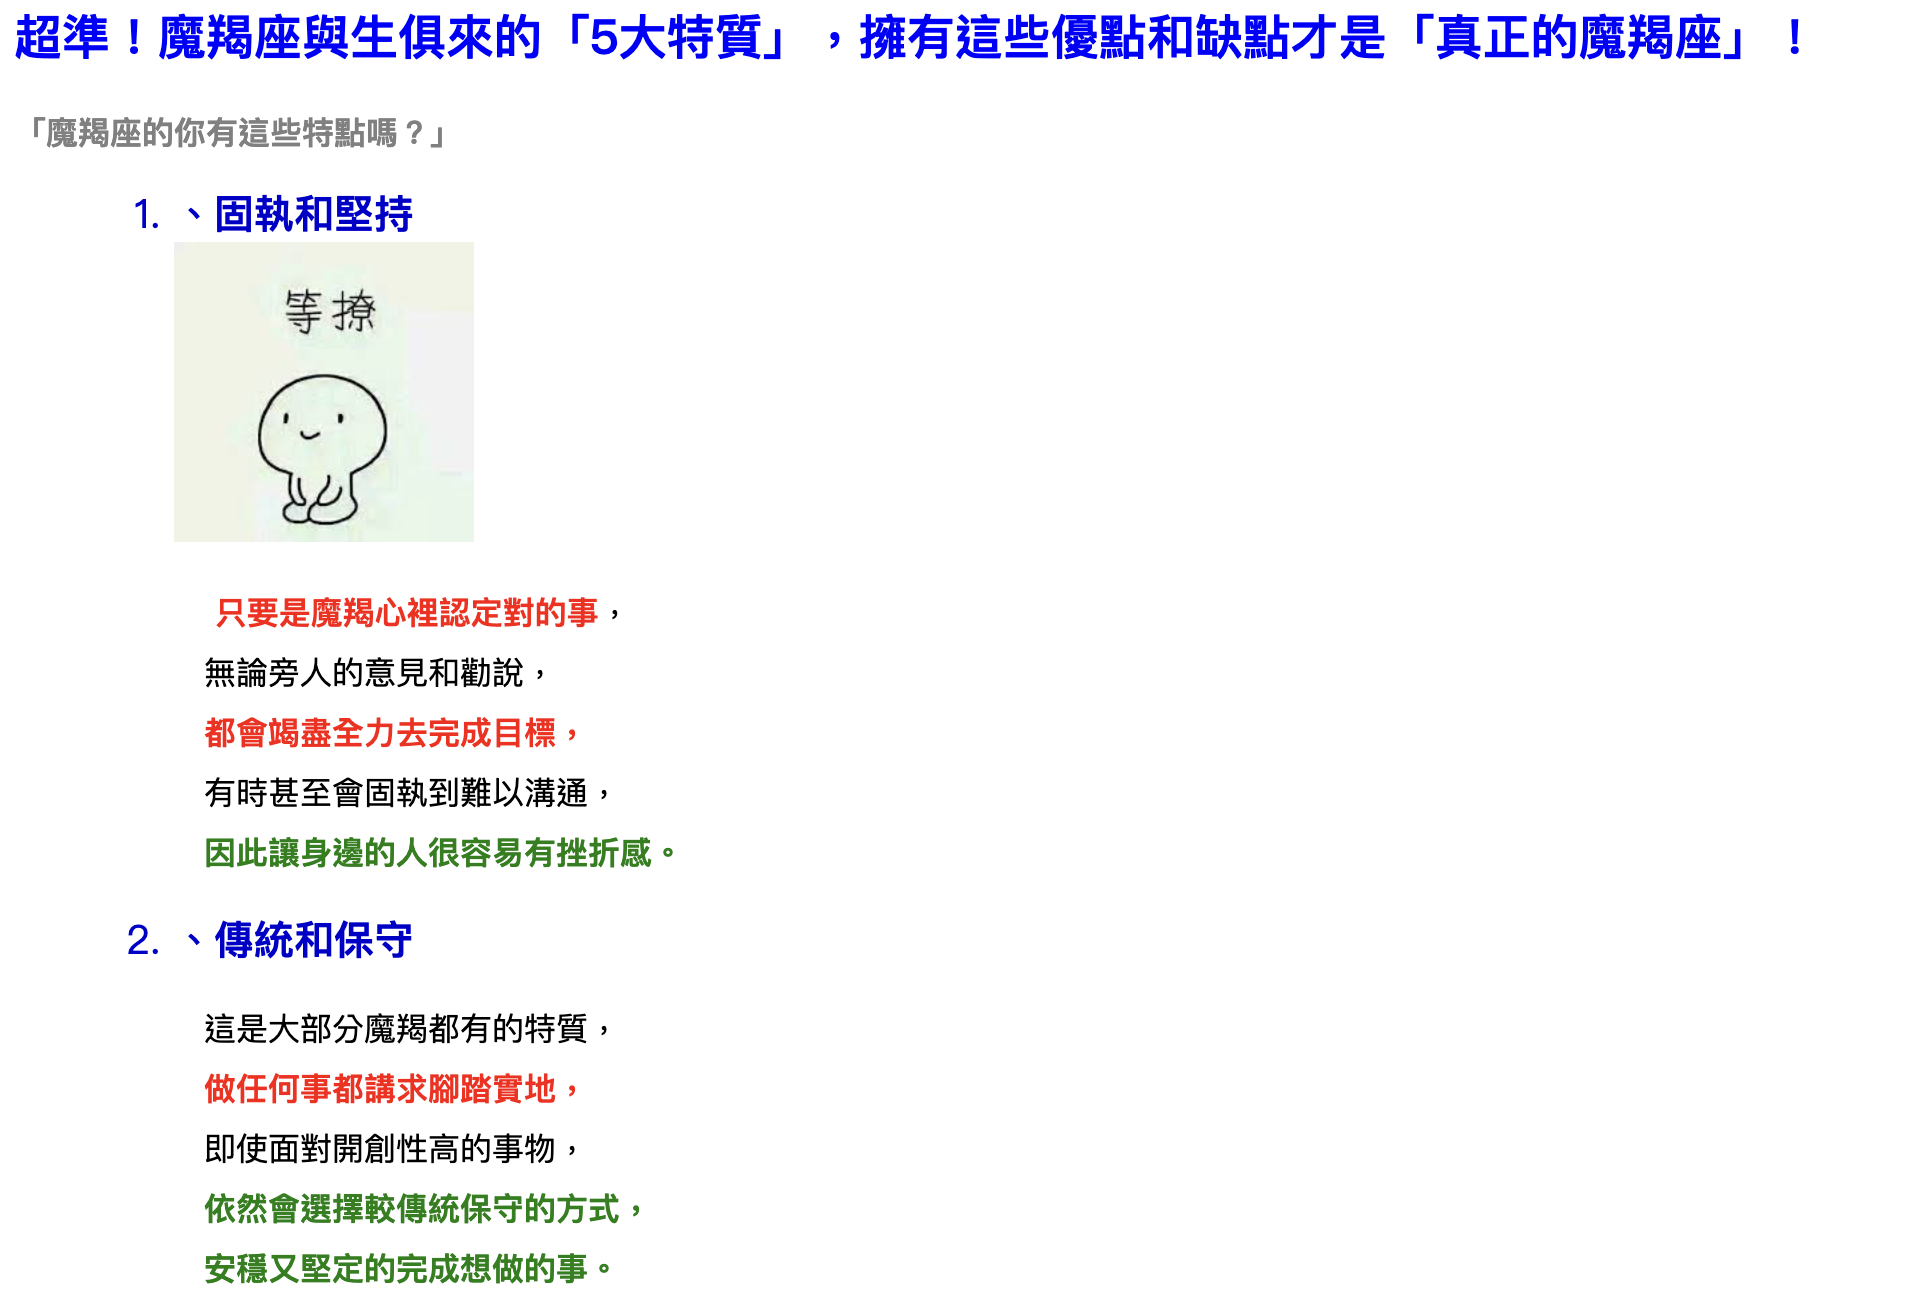 超準！魔羯座與生俱來的「5大特質」，擁有這些優點和缺點才是「真正的魔羯座」！
「魔羯座的你有這些特點嗎？」
1. 、固執和堅持
等撩
只要是魔羯心裡認定對的事，
無論旁人的意見和勸說，
都會竭盡全力去完成目標，
有時甚至會固執到難以溝通，
因此讓身邊的人很容易有挫折感。
2. 、傳統和保守
這是大部分魔羯都有的特質，
做任何事都講求腳踏實地，
即使面對開創性高的事物，
依然會選擇較傳統保守的方式，
安穩又堅定的完成想做的事。